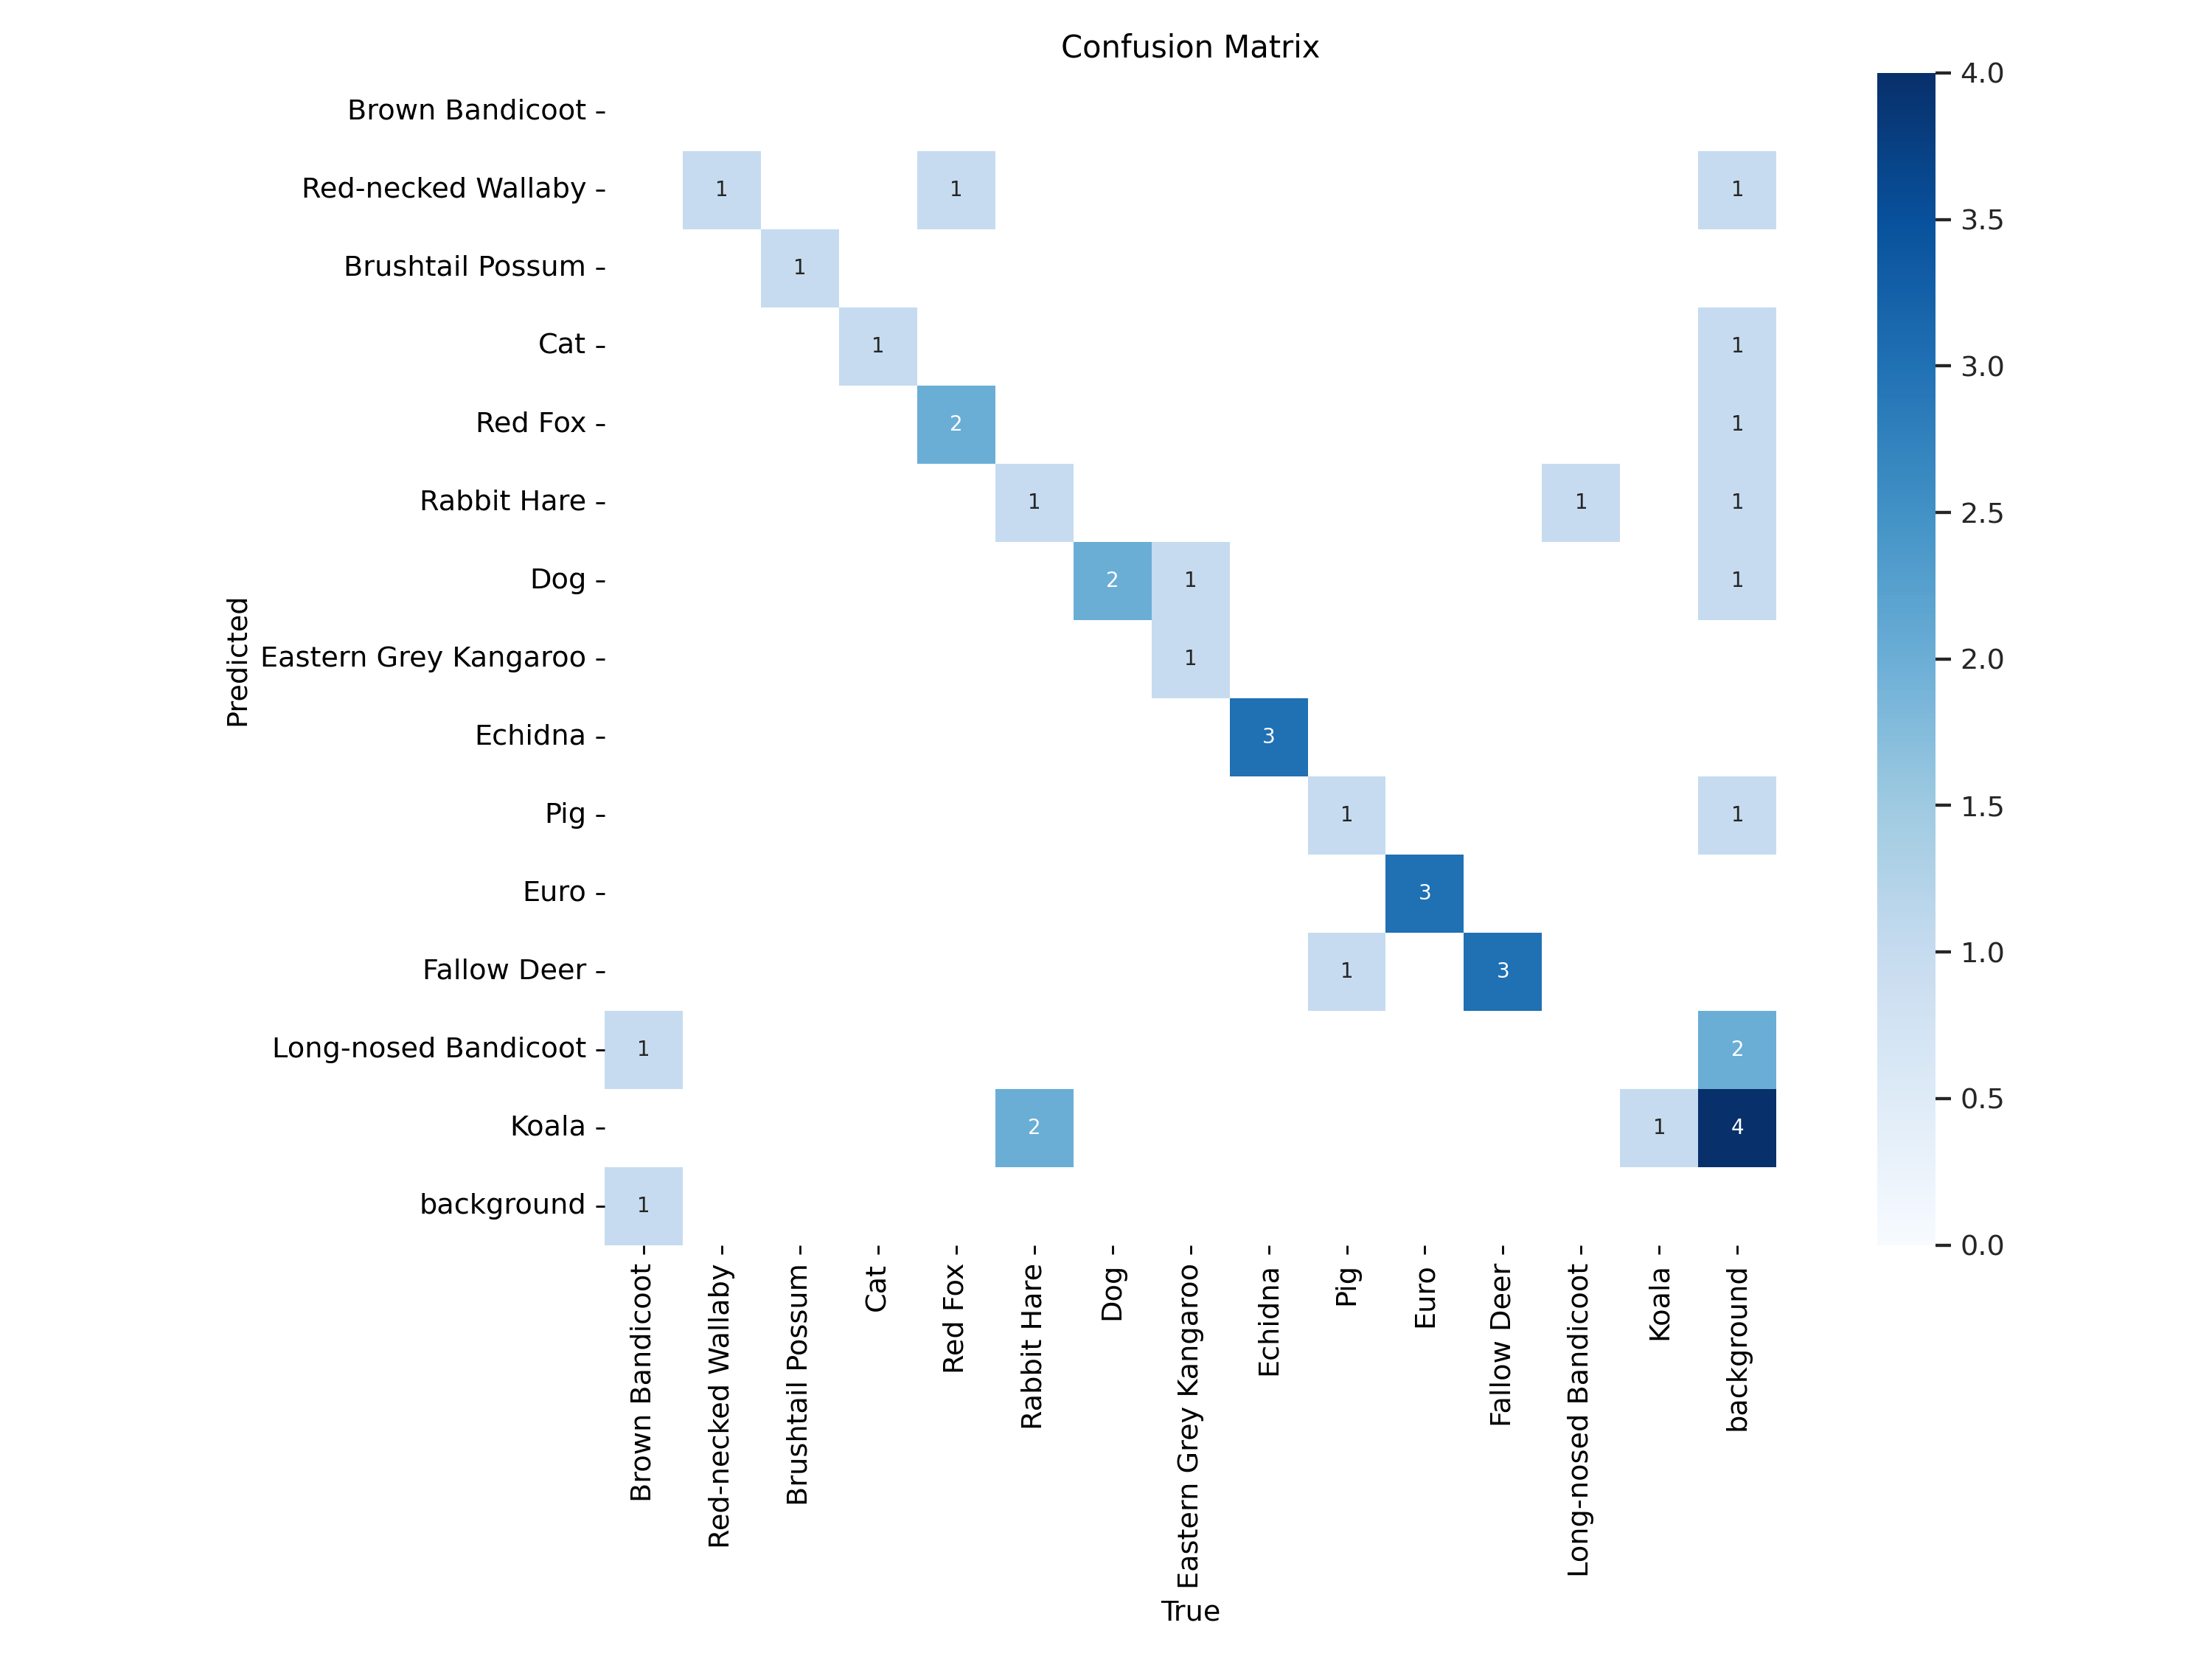 Confusion Matrix
Brown Bandicoot
Red-necked Wallaby 1 1 1
Brushtail Possum 1
Cat 1 1
Red Fox 2 1
Rabbit Hare 1 1 1
Dog 2 1 1
Eastern Grey Kangaroo 1
Echidna 3
Pig 1 1
Euro 3
Fallow Deer 1 3
Long-nosed Bandicoot 1 2
Koala 2 1 4
background 1
Predicted
Brown Bandicoot
Red-necked Wallaby
Brushtail Possum
Cat
Red Fox
Rabbit Hare
Dog
Eastern Grey Kangaroo
Echidna
Pig
Euro
Fallow Deer
Long-nosed Bandicoot
Koala
background
True
4.0
3.5
3.0
2.5
2.0
1.5
1.0
0.5
0.0